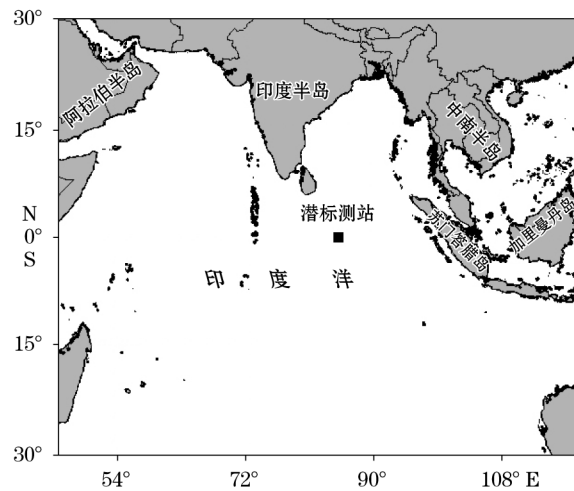 30°
阿拉伯半岛
印度半岛
中南半岛
15°
潜标测站
N
0°
S
苏门答腊岛
加里曼丹岛
印度洋
15°
30°
54°
72°
90°
108° E